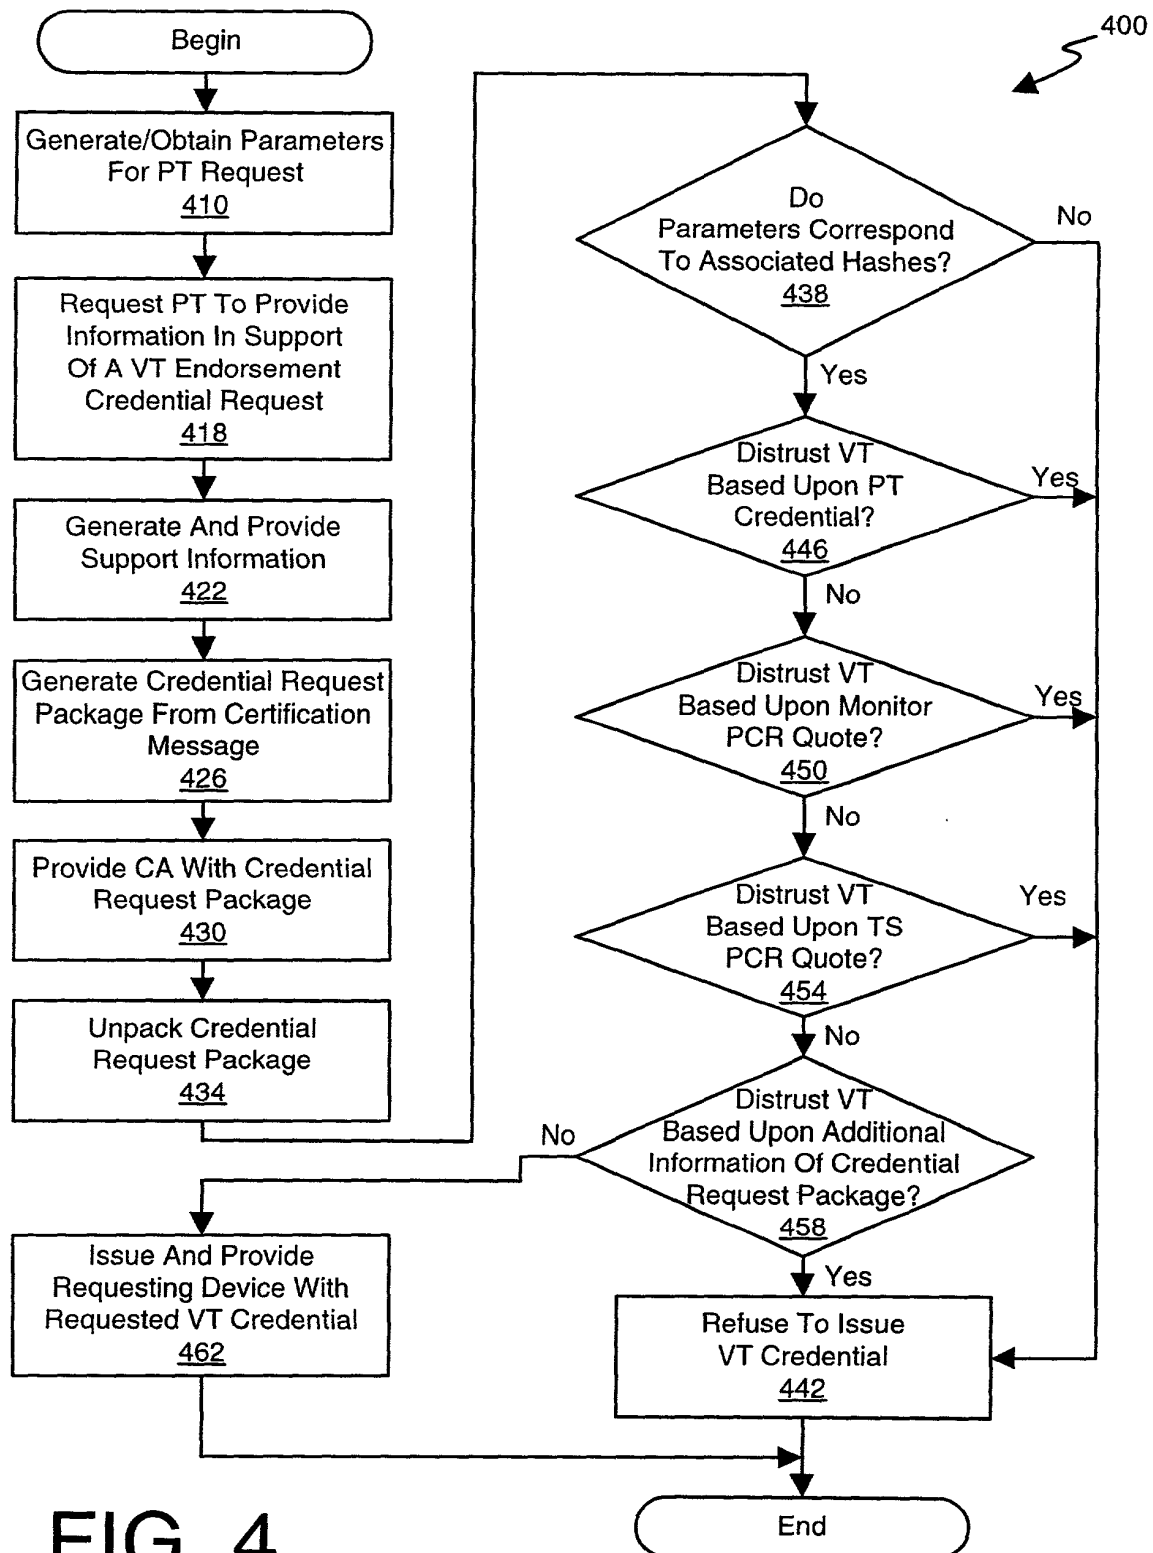 Begin
400
Generate/Obtain Parameters
For PT Request
410
Request PT To Provide
Information In Support
Of A VT Endorsement
Credential Request
418
Generate And Provide
Support Information
422
Generate Credential Request
Package From Certification
Message
426
Provide CA With Credential
Request Package
430
Unpack Credential
Request Package
434
Do
Parameters Correspond
To Associated Hashes?
438
No
Yes
Distrust VT
Based Upon PT
Credential?
446
Yes
No
Distrust VT
Based Upon Monitor
PCR Quote?
450
Yes
No
Distrust VT
Based Upon TS
PCR Quote?
454
Yes
No
Distrust VT
Based Upon Additional
Information Of Credential
Request Package?
458
No
Yes
Issue And Provide
Requesting Device With
Requested VT Credential
462
Refuse To Issue
VT Credential
442
End
FIG. 4